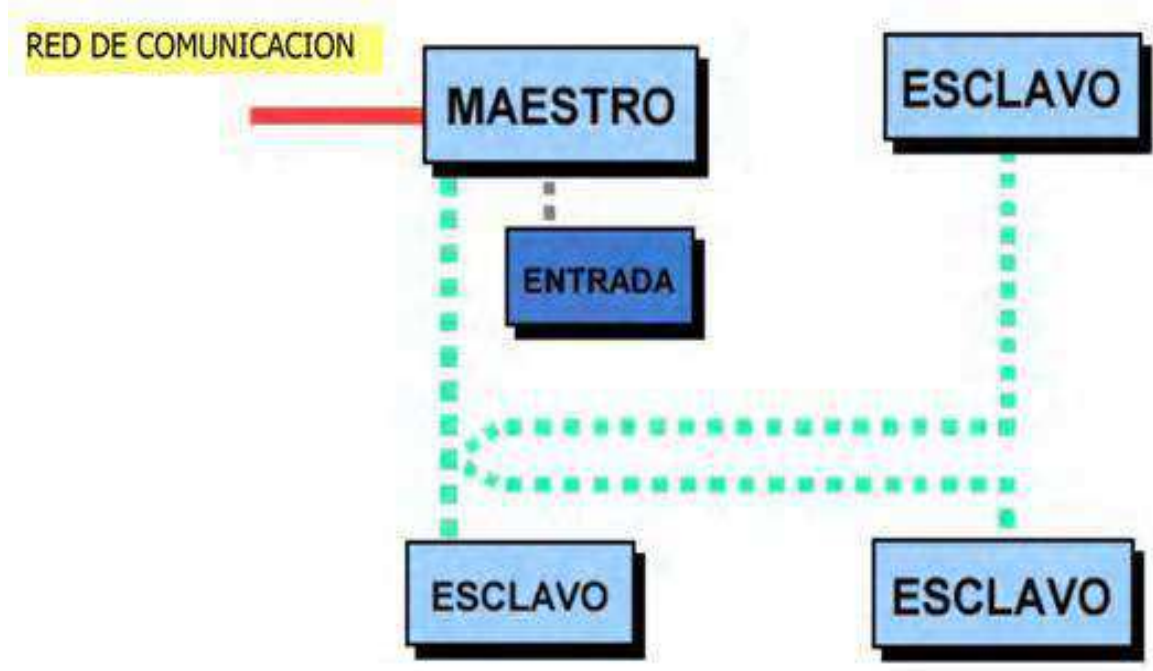 RED DE COMUNICACION
MAESTRO
ESCLAVO
ENTRADA
ESCLAVO
ESCLAVO